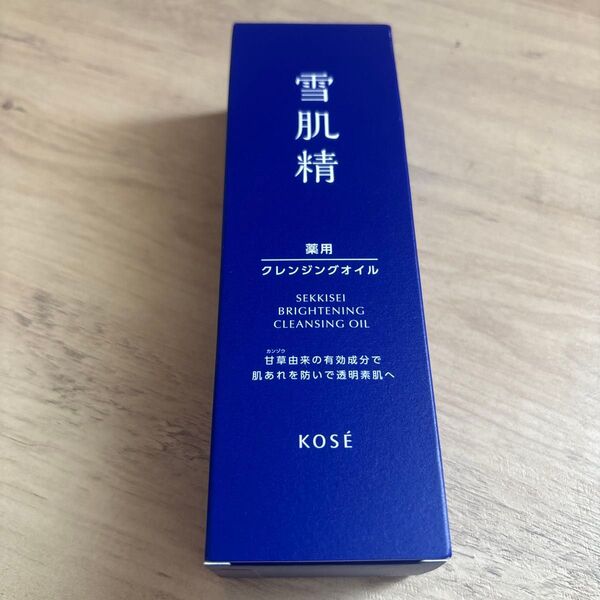 雪肌精
薬用
クレンジングオイル
SEKKISEI
BRIGHTENING
CLEANSING OIL
カンゾウ
甘草由来の有効成分で
肌あれを防いで透明素肌へ
KOSÉ